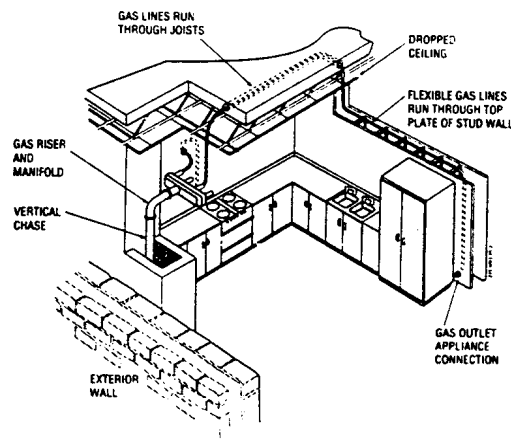 GAS LINES RUN
THROUGH JOISTS
DROPPED
CEILING
FLEXIBLE GAS LINES
RUN THROUGH TOP
PLATE OF STUD WALL
GAS RISER
AND
MANIFOLD
VERTICAL
CHASE
GAS OUTLET
APPLIANCE
CONNECTION
EXTERIOR
WALL